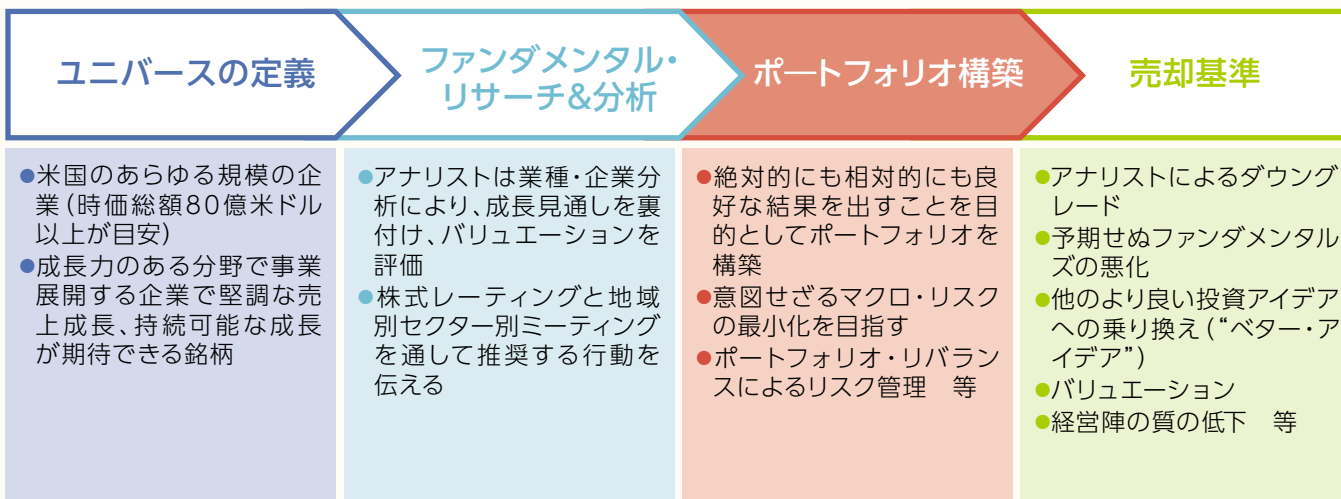 ユニバースの定義
ファンダメンタル・
リサーチ&分析
ポートフォリオ構築
売却基準
●米国のあらゆる規模の企
業(時価総額80億米ドル
以上が目安)
●成長力のある分野で事業
展開する企業で堅調な売
上成長、持続可能な成長
が期待できる銘柄
●アナリストは業種・企業分
析により、成長見通しを裏
付け、バリュエーションを
評価
●株式レーティングと地域
別セクター別ミーティング
を通して推奨する行動を
伝える
●絶対的にも相対的にも良
好な結果を出すことを目
的としてポートフォリオを
構築
●意図せざるマクロ・リスク
の最小化を目指す
●ポートフォリオ・リバラン
スによるリスク管理　等
●アナリストによるダウング
レード
●予期せぬファンダメンタル
ズの悪化
●他のより良い投資アイデア
への乗り換え(“ベター・ア
イデア”)
●バリュエーション
●経営陣の質の低下　等